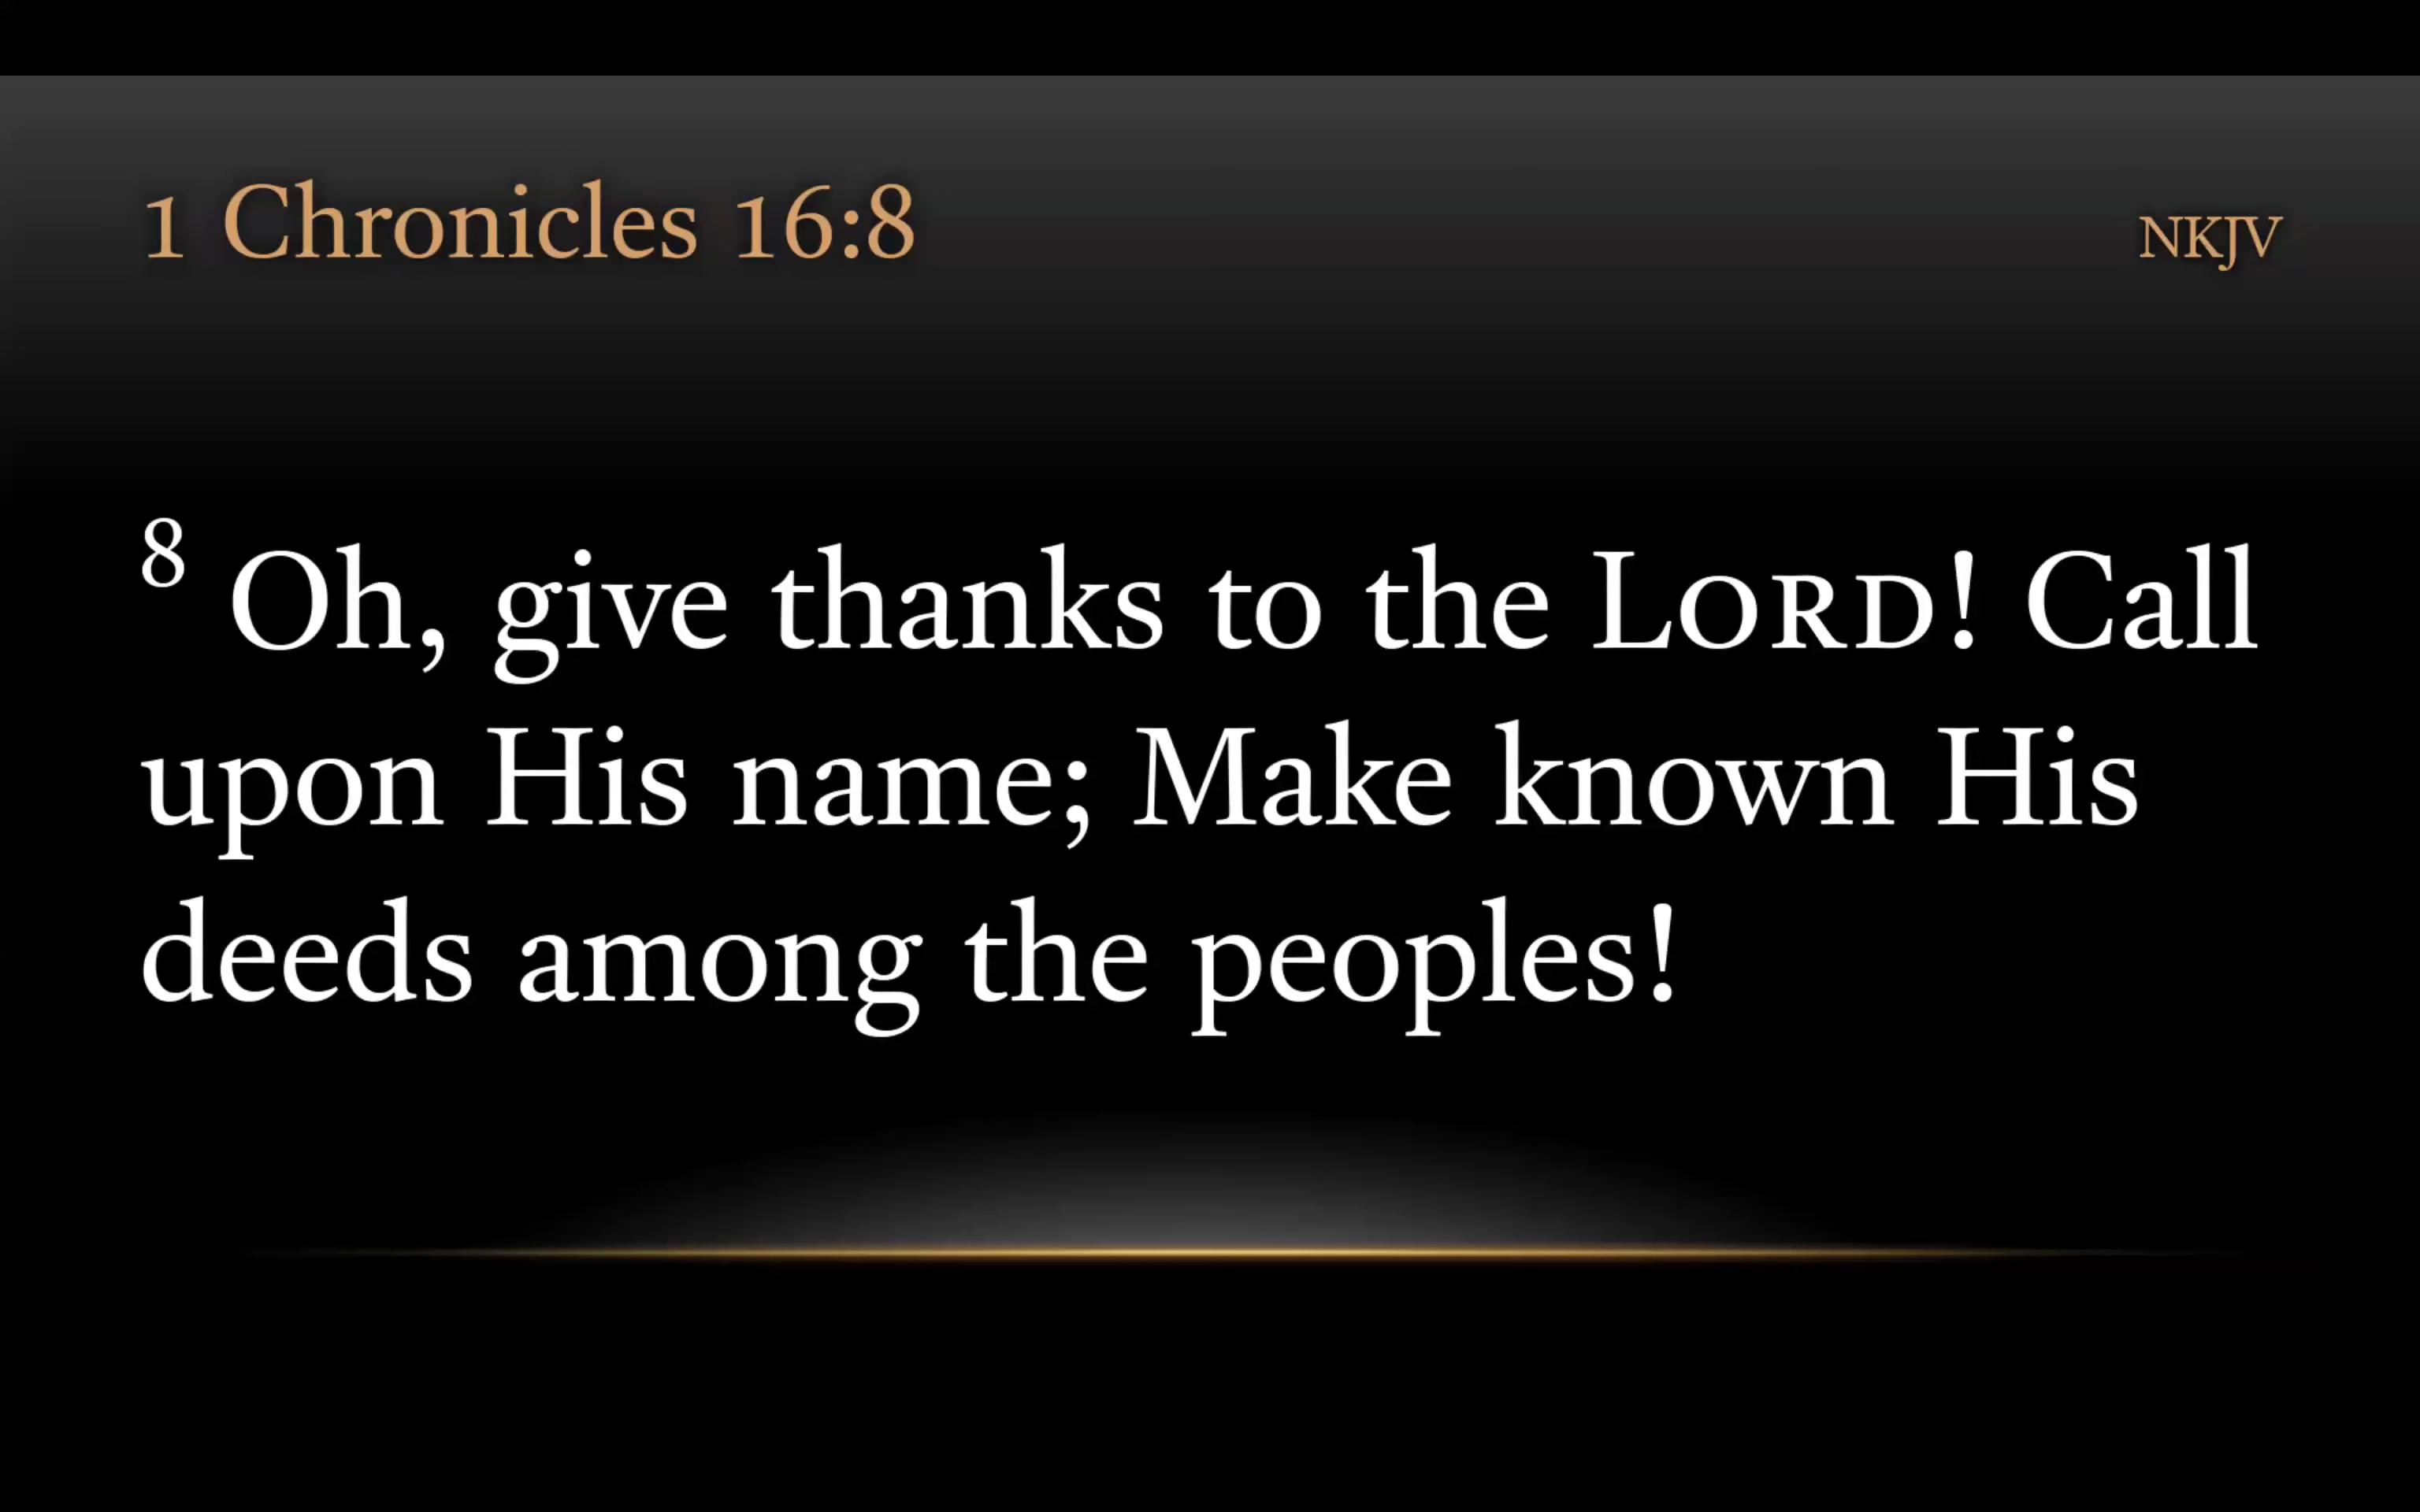 1 Chronicles 16:8
NKJV
8 Oh, give thanks to the LORD! Call
upon His name; Make known His
deeds among the peoples!